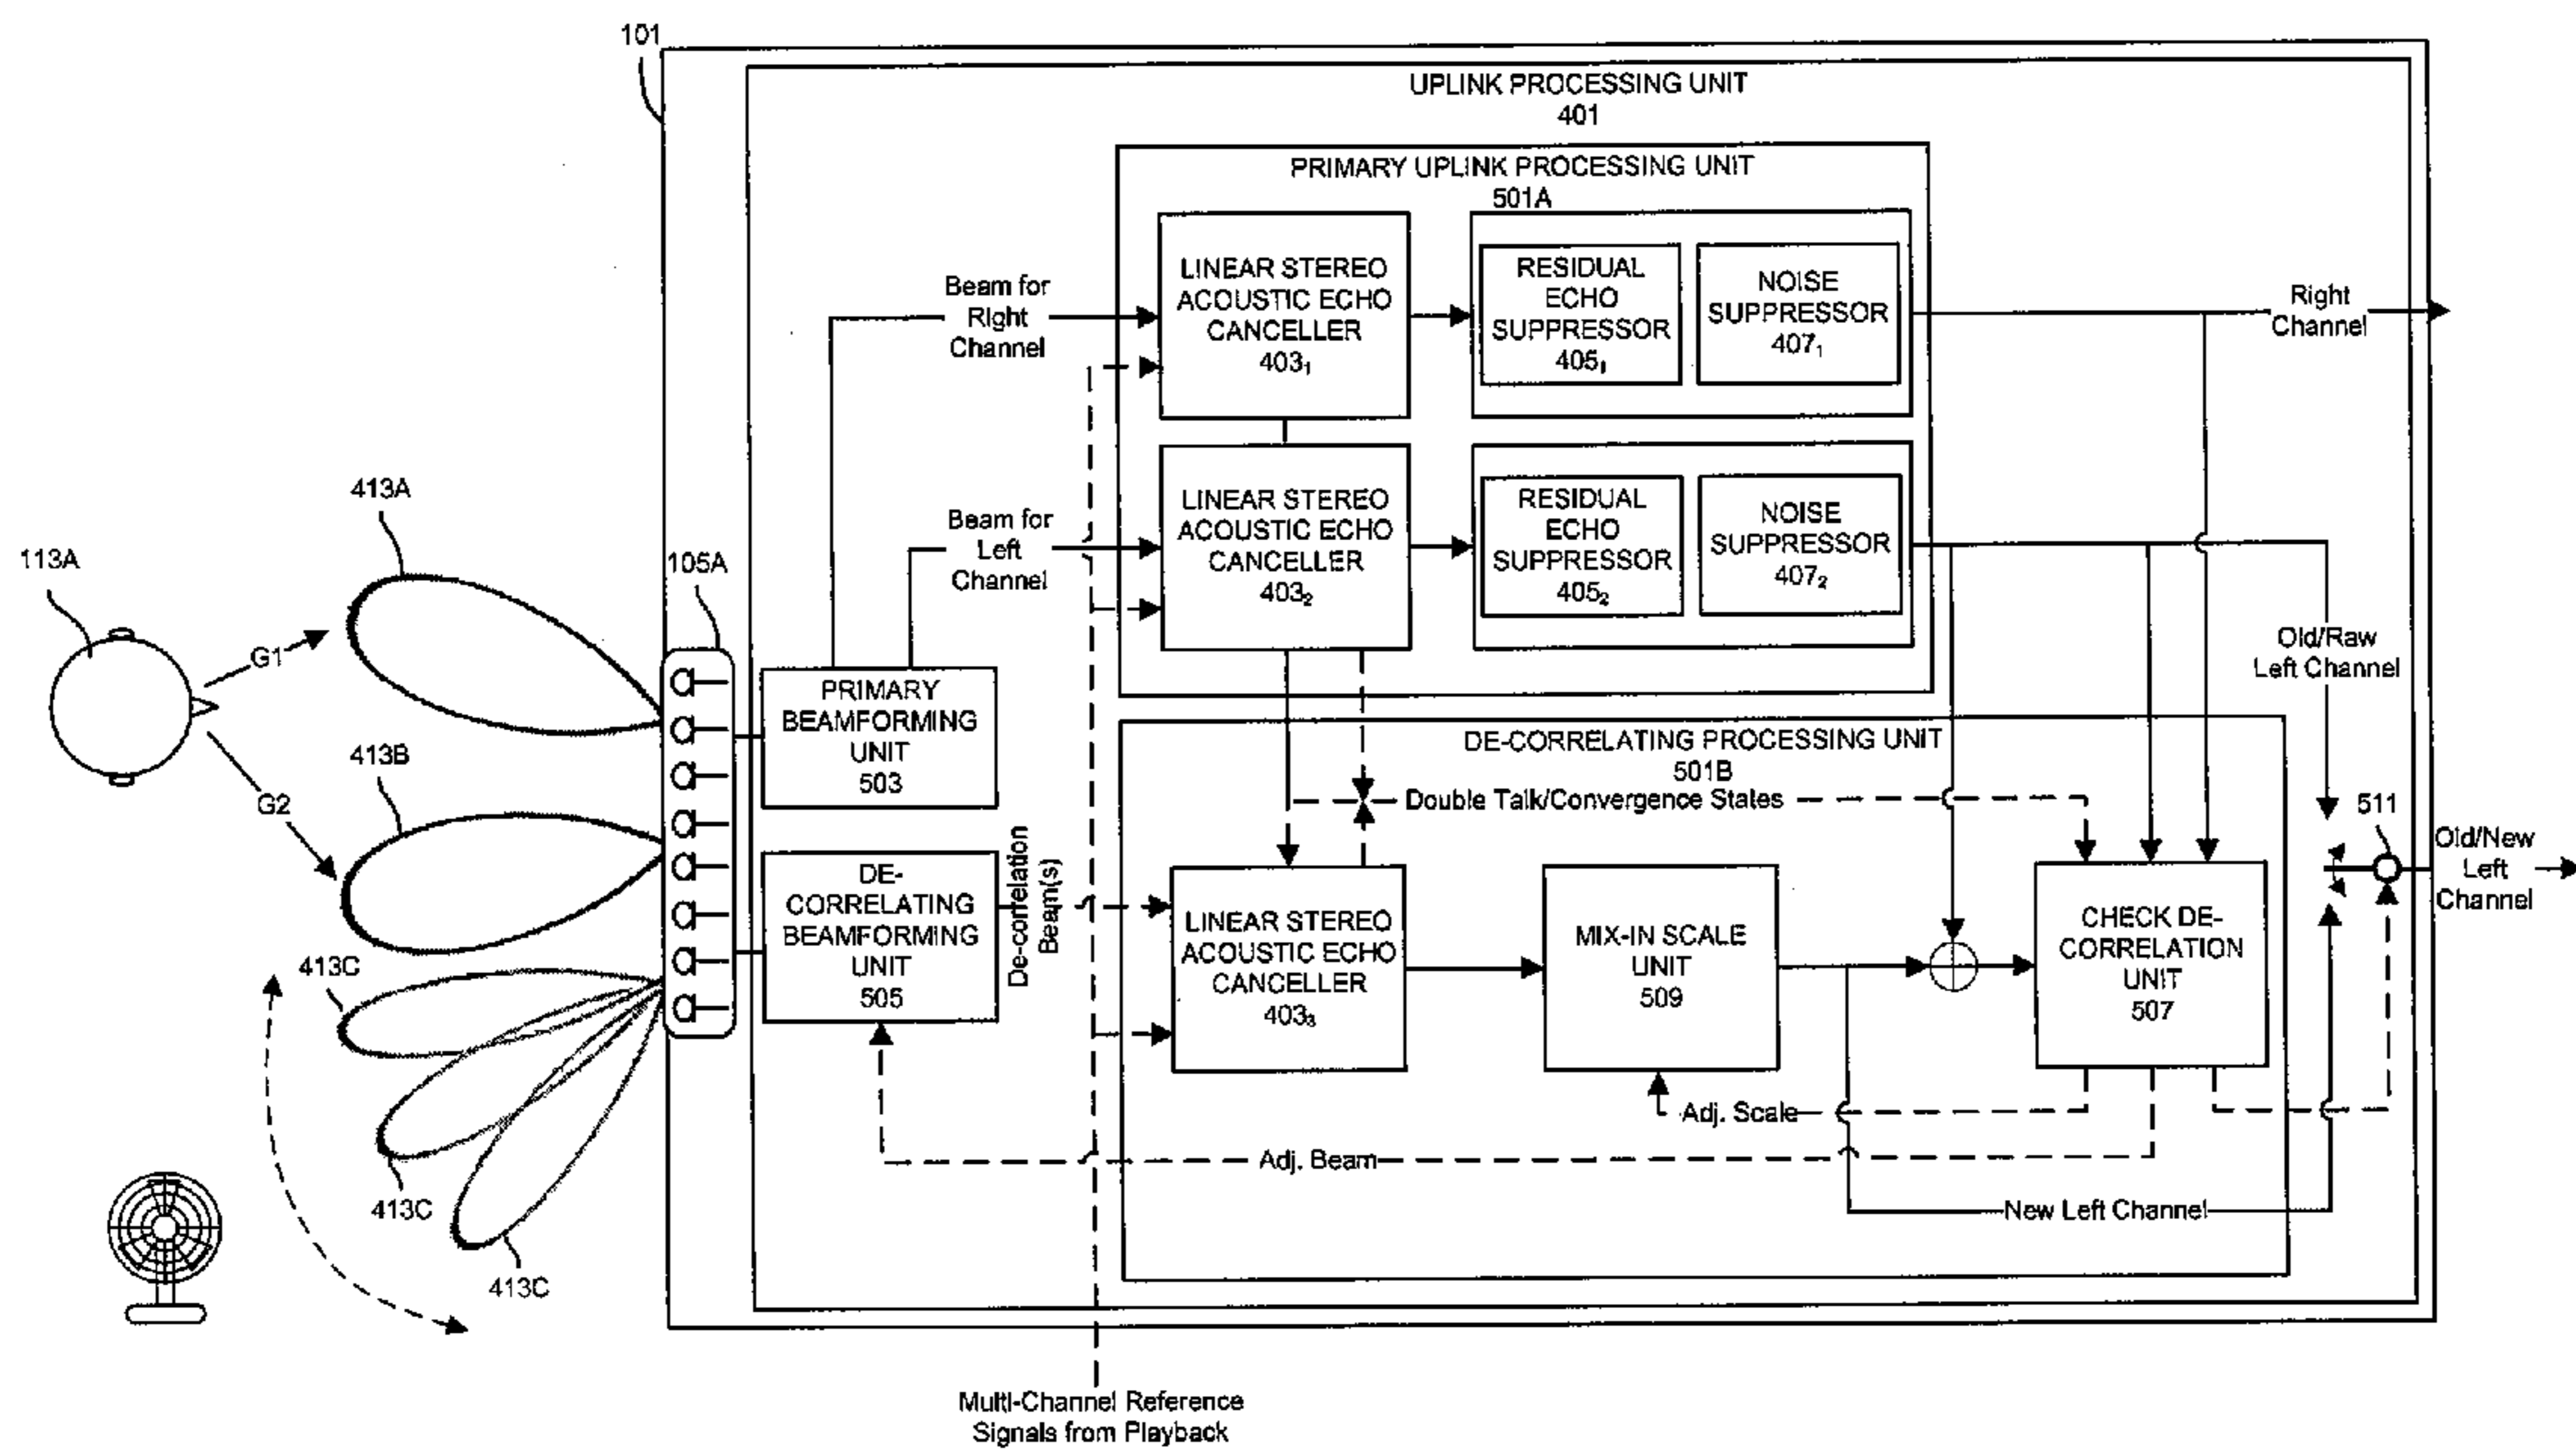 101
UPLINK PROCESSING UNIT
401
PRIMARY UPLINK PROCESSING UNIT
501A
LINEAR STEREO
ACOUSTIC ECHO
CANCELLER
403₁
RESIDUAL
ECHO
SUPPRESSOR
405₁
NOISE
SUPPRESSOR
407₁
Beam for
Right
Channel
Right
Channel
LINEAR STEREO
ACOUSTIC ECHO
CANCELLER
403₂
RESIDUAL
ECHO
SUPPRESSOR
405₂
NOISE
SUPPRESSOR
407₂
Beam for
Left
Channel
Old/Raw
Left Channel
413A
113A
G1
G2
105A
413B
413C
413C
413C
PRIMARY
BEAMFORMING
UNIT
503
DE-
CORRELATING
BEAMFORMING
UNIT
505
De-correlation
Beam(s)
DE-CORRELATING PROCESSING UNIT
501B
Double Talk/Convergence States
LINEAR STEREO
ACOUSTIC ECHO
CANCELLER
403₃
MIX-IN SCALE
UNIT
509
CHECK DE-
CORRELATION
UNIT
507
511
Old/New
Left
Channel
Adj. Scale
Adj. Beam
New Left Channel
Multi-Channel Reference
Signals from Playback